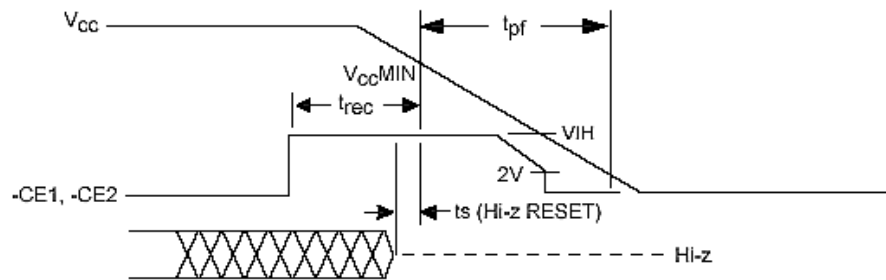 Vcc
tpf
VccMIN
trec
VIH
2V
-CE1, -CE2
ts (Hi-z RESET)
Hi-z